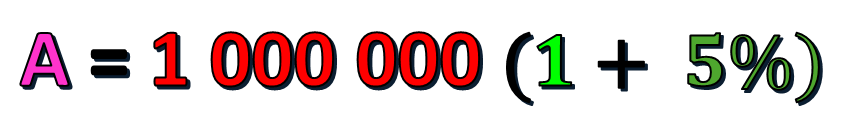 A = 1 000 000 (1 + 5%)